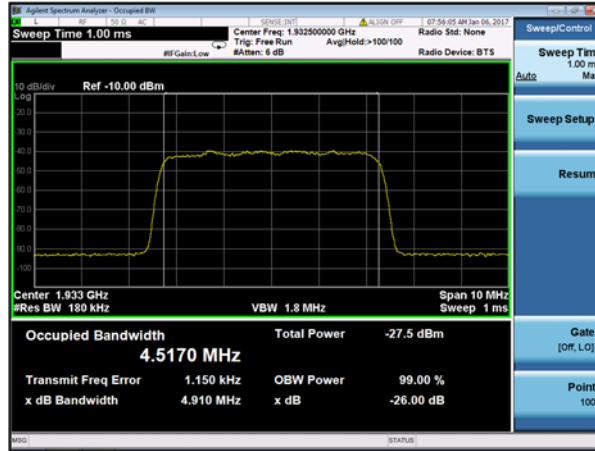 Agilent Spectrum Analyzer - Occupied BW
L RF 50 Ω AC SENSE:INT ALIGN OFF 07:56:05 AM Jan 06, 2017
Sweep Time 1.00 ms
Center Freq: 1.932500000 GHz
Radio Std: None
Trig: Free Run Avg|Hold:>100/100
#IFGain:Low #Atten: 6 dB Radio Device: BTS
10 dB/div Ref -10.00 dBm
Log
-20.0
-30.0
-40.0
-50.0
-60.0
-70.0
-80.0
-90.0
-100
Center 1.933 GHz Span 10 MHz
#Res BW 180 kHz VBW 1.8 MHz Sweep 1 ms
Occupied Bandwidth Total Power -27.5 dBm
4.5170 MHz
Transmit Freq Error 1.150 kHz OBW Power 99.00 %
x dB Bandwidth 4.910 MHz x dB -26.00 dB
MSG STATUS
Sweep/Control
Sweep Tim
1.00 m
Auto Ma
Sweep Setup
Resum
Gate
[Off, LO]
Point
100